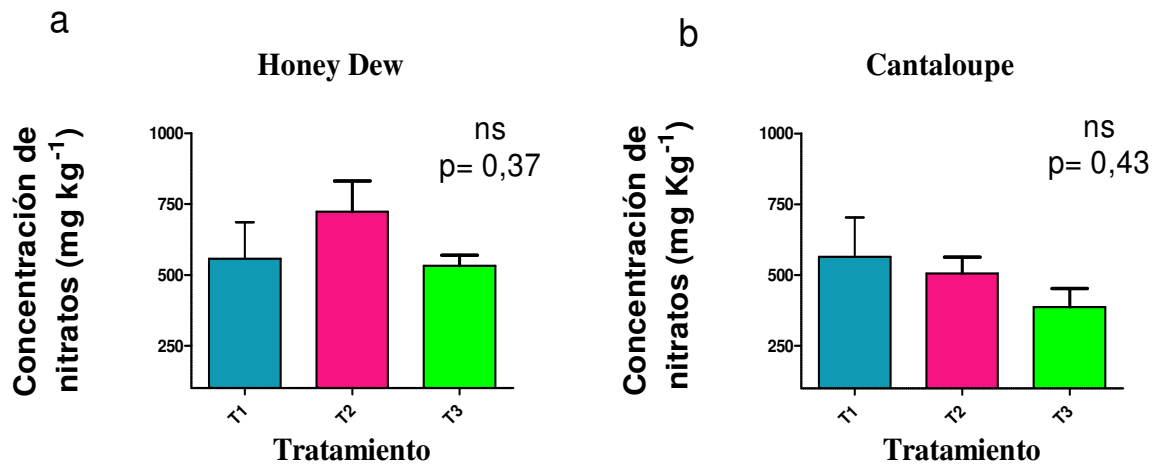 a
Honey Dew
Concentración de
nitratos (mg kg-1)
1000
750
500
250
ns
p= 0,37
T1
T2
T3
Tratamiento
b
Cantaloupe
Concentración de
nitratos (mg Kg-1)
1000
750
500
250
ns
p= 0,43
T1
T2
T3
Tratamiento